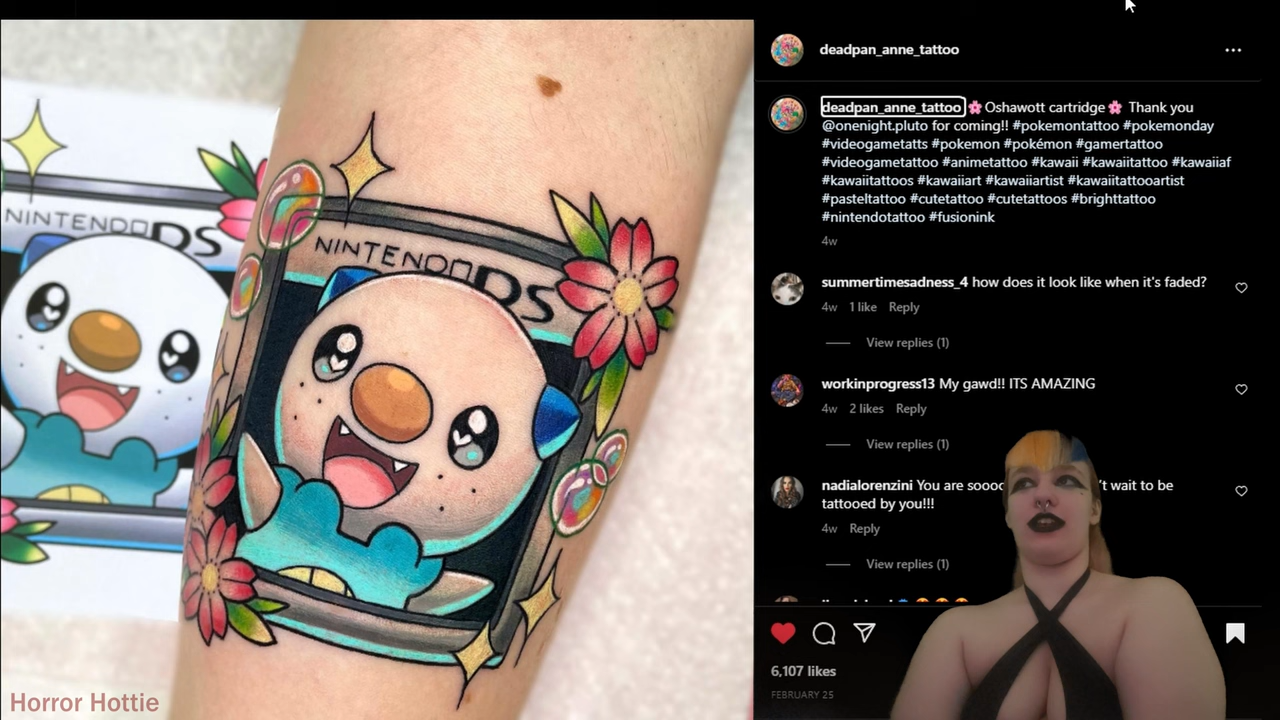 NINTENDO DS
NINTENDO DS
deadpan_anne_tattoo
deadpan_anne_tattoo 🌸Oshawott cartridge🌸 Thank you
@onenight.pluto for coming!! #pokemontattoo #pokemonday
#videogametatts #pokemon #pokémon #gamertattoo
#videogametattoo #animetattoo #kawaii #kawaiitattoo #kawaiiaf
#kawaiitattoos #kawaiiart #kawaiiartist #kawaiitattooartist
#pasteltattoo #cutetattoo #cutetattoos #brighttattoo
#nintendotattoo #fusionink
4w
summertimesadness_4 how does it look like when it's faded?
4w 1 like Reply
View replies (1)
workinprogress13 My gawd!! ITS AMAZING
4w 2 likes Reply
View replies (1)
nadialorenzini You are soooo 't wait to be
tattooed by you!!!
4w Reply
View replies (1)
6,107 likes
FEBRUARY 25
Horror Hottie